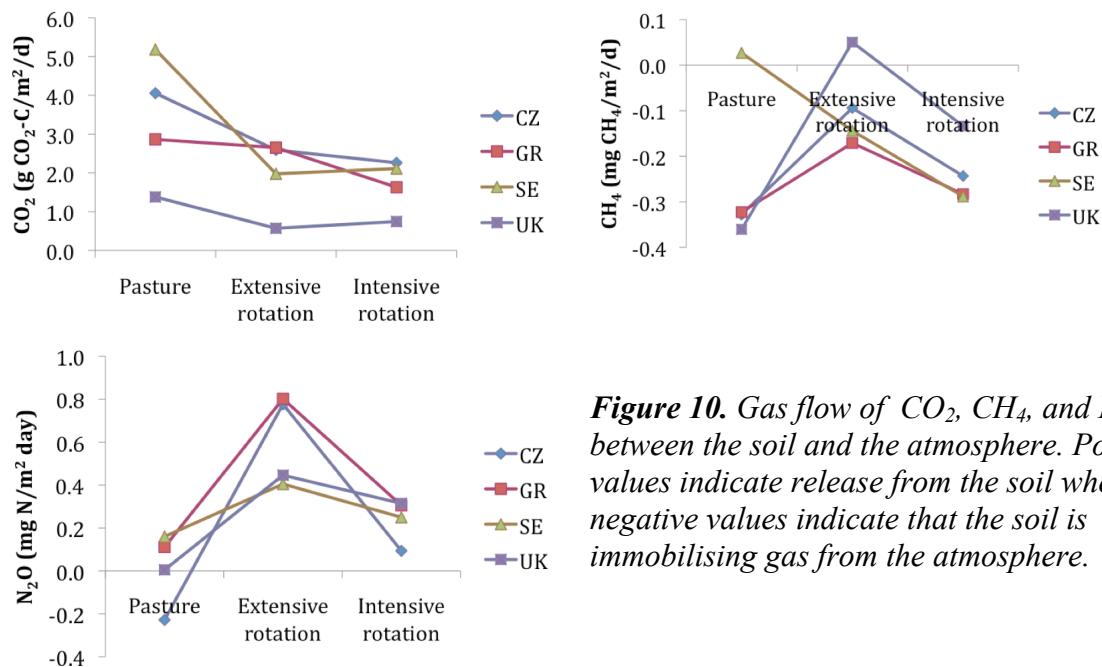 6.0
5.0
4.0
3.0
2.0
1.0
0.0
CO₂ (g CO₂-C/m²/d)
Pasture
Extensive
rotation
Intensive
rotation
CZ
GR
SE
UK
0.1
0.0
-0.1
-0.2
-0.3
-0.4
CH₄ (mg CH₄/m²/d)
Pasture
Extensive
rotation
Intensive
rotation
CZ
GR
SE
UK
1.0
0.8
0.6
0.4
0.2
0.0
-0.2
-0.4
N₂O (mg N/m² day)
Pasture
Extensive
rotation
Intensive
rotation
CZ
GR
SE
UK
Figure 10. Gas flow of CO₂, CH₄, and
between the soil and the atmosphere.
values indicate release from the soil
negative values indicate that the soil is
immobilising gas from the atmosphere.